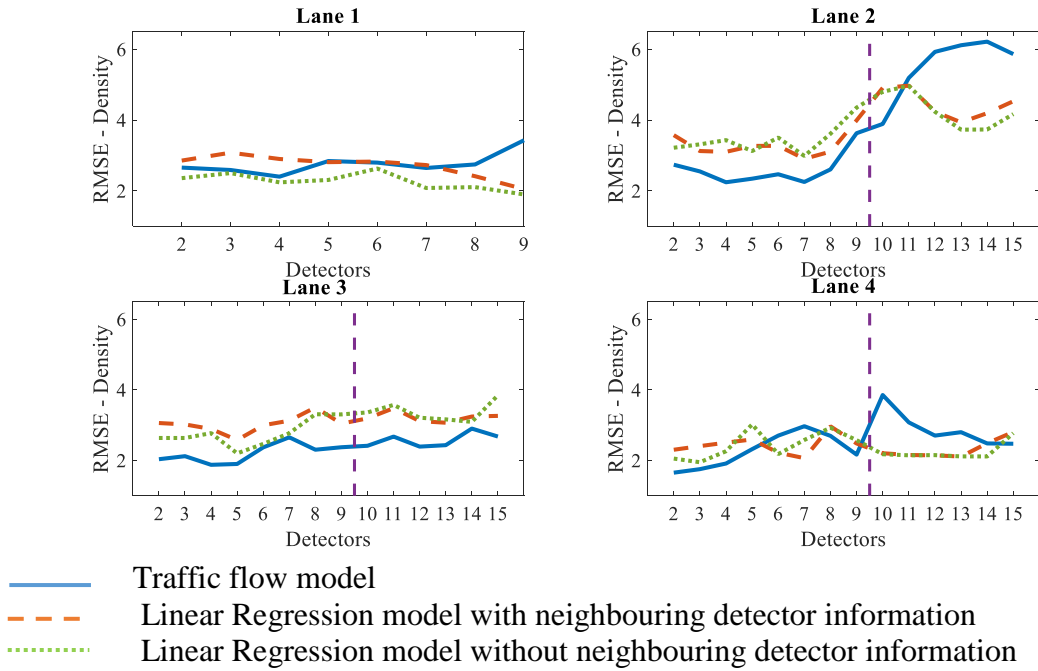 Lane 1
RMSE - Density
6
4
2
2 3 4 5 6 7 8 9
Detectors
Lane 2
RMSE - Density
6
4
2
2 3 4 5 6 7 8 9 10 11 12 13 14 15
Detectors
Lane 3
RMSE - Density
6
4
2
2 3 4 5 6 7 8 9 10 11 12 13 14 15
Detectors
Lane 4
RMSE - Density
6
4
2
2 3 4 5 6 7 8 9 10 11 12 13 14 15
Detectors
Traffic flow model
Linear Regression model with neighbouring detector information
Linear Regression model without neighbouring detector information